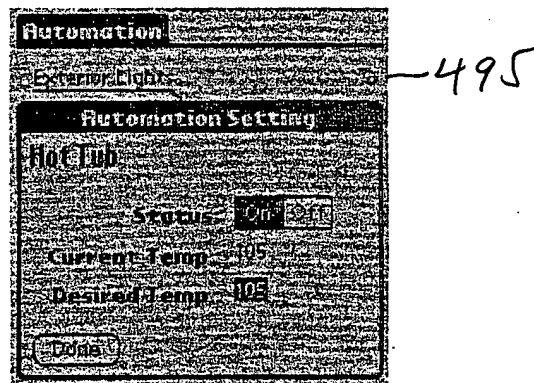 Automation
Exterior Light
495
Automation Setting
Hot Tub
Status On Off
Current Temp 105
Desired Temp 105
Done